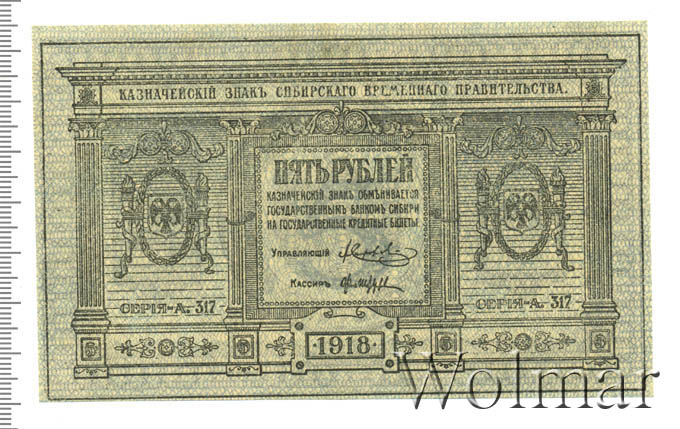 КАЗНАЧЕЙСКІЙ ЗНАКЪ СИБИРСКАГО ВРЕМЕННАГО ПРАВИТЕЛЬСТВА.
ПЯТЬ РУБЛЕЙ
КАЗНАЧЕЙСКІЙ ЗНАКЪ ОБМѢНИВАЕТСЯ
ГОСУДАРСТВЕННЫМЪ БАНКОМЪ СИБИРИ
НА ГОСУДАРСТВЕННЫЕ КРЕДИТНЫЕ БИЛЕТЫ
УПРАВЛЯЮЩІЙ
КАССИРЪ
СЕРІЯ-А. 317
СЕРІЯ-А. 317
5 1918 5
5
Wolmar